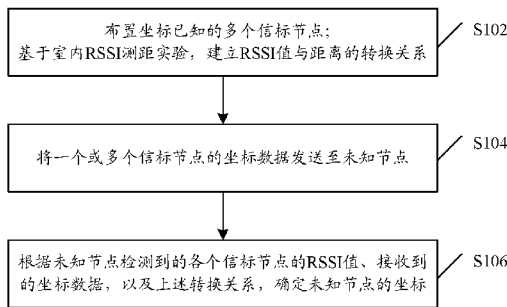 布置坐标已知的多个信标节点；
基于室内RSSI测距实验，建立RSSI值与距离的转换关系
S102
将一个或多个信标节点的坐标数据发送至未知节点
S104
根据未知节点检测到的各个信标节点的RSSI值、接收到
的坐标数据，以及上述转换关系，确定未知节点的坐标
S106